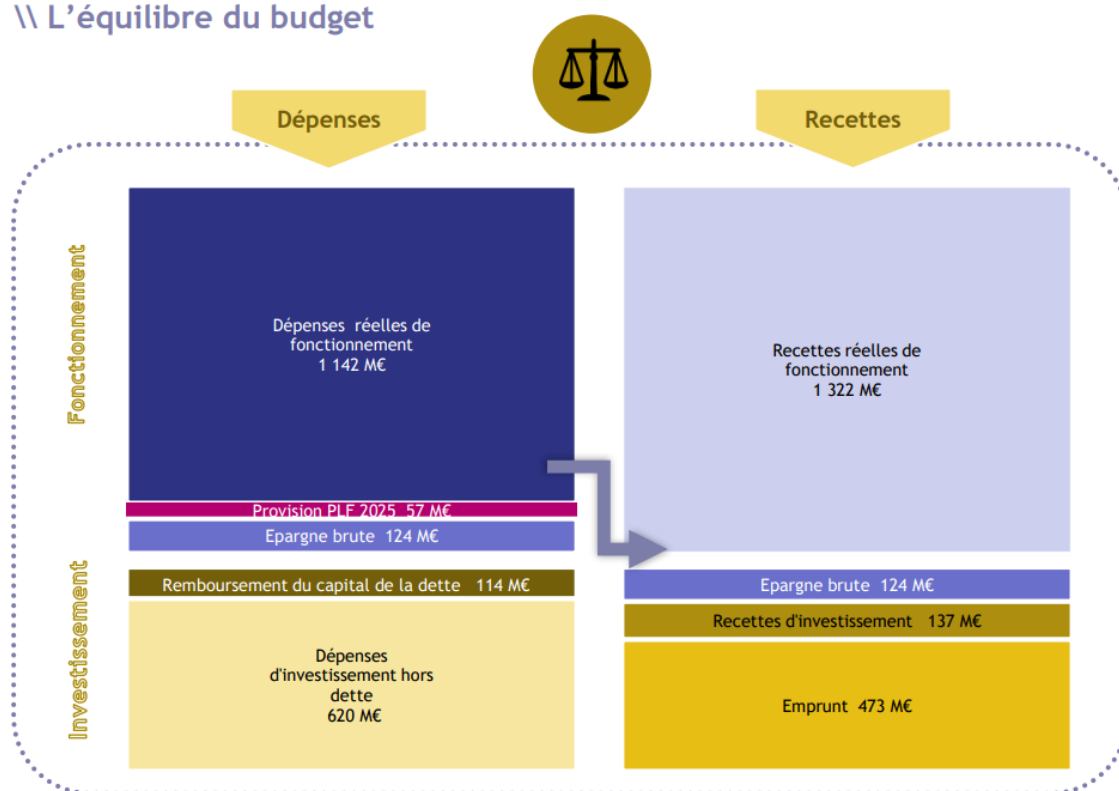 \\ L’équilibre du budget
Dépenses
Recettes
Fonctionnement
Dépenses réelles de
fonctionnement
1 142 M€
Recettes réelles de
fonctionnement
1 322 M€
Provision PLF 2025 57 M€
Epargne brute 124 M€
Investissement
Remboursement du capital de la dette 114 M€
Epargne brute 124 M€
Recettes d'investissement 137 M€
Dépenses
d'investissement hors
dette
620 M€
Emprunt 473 M€